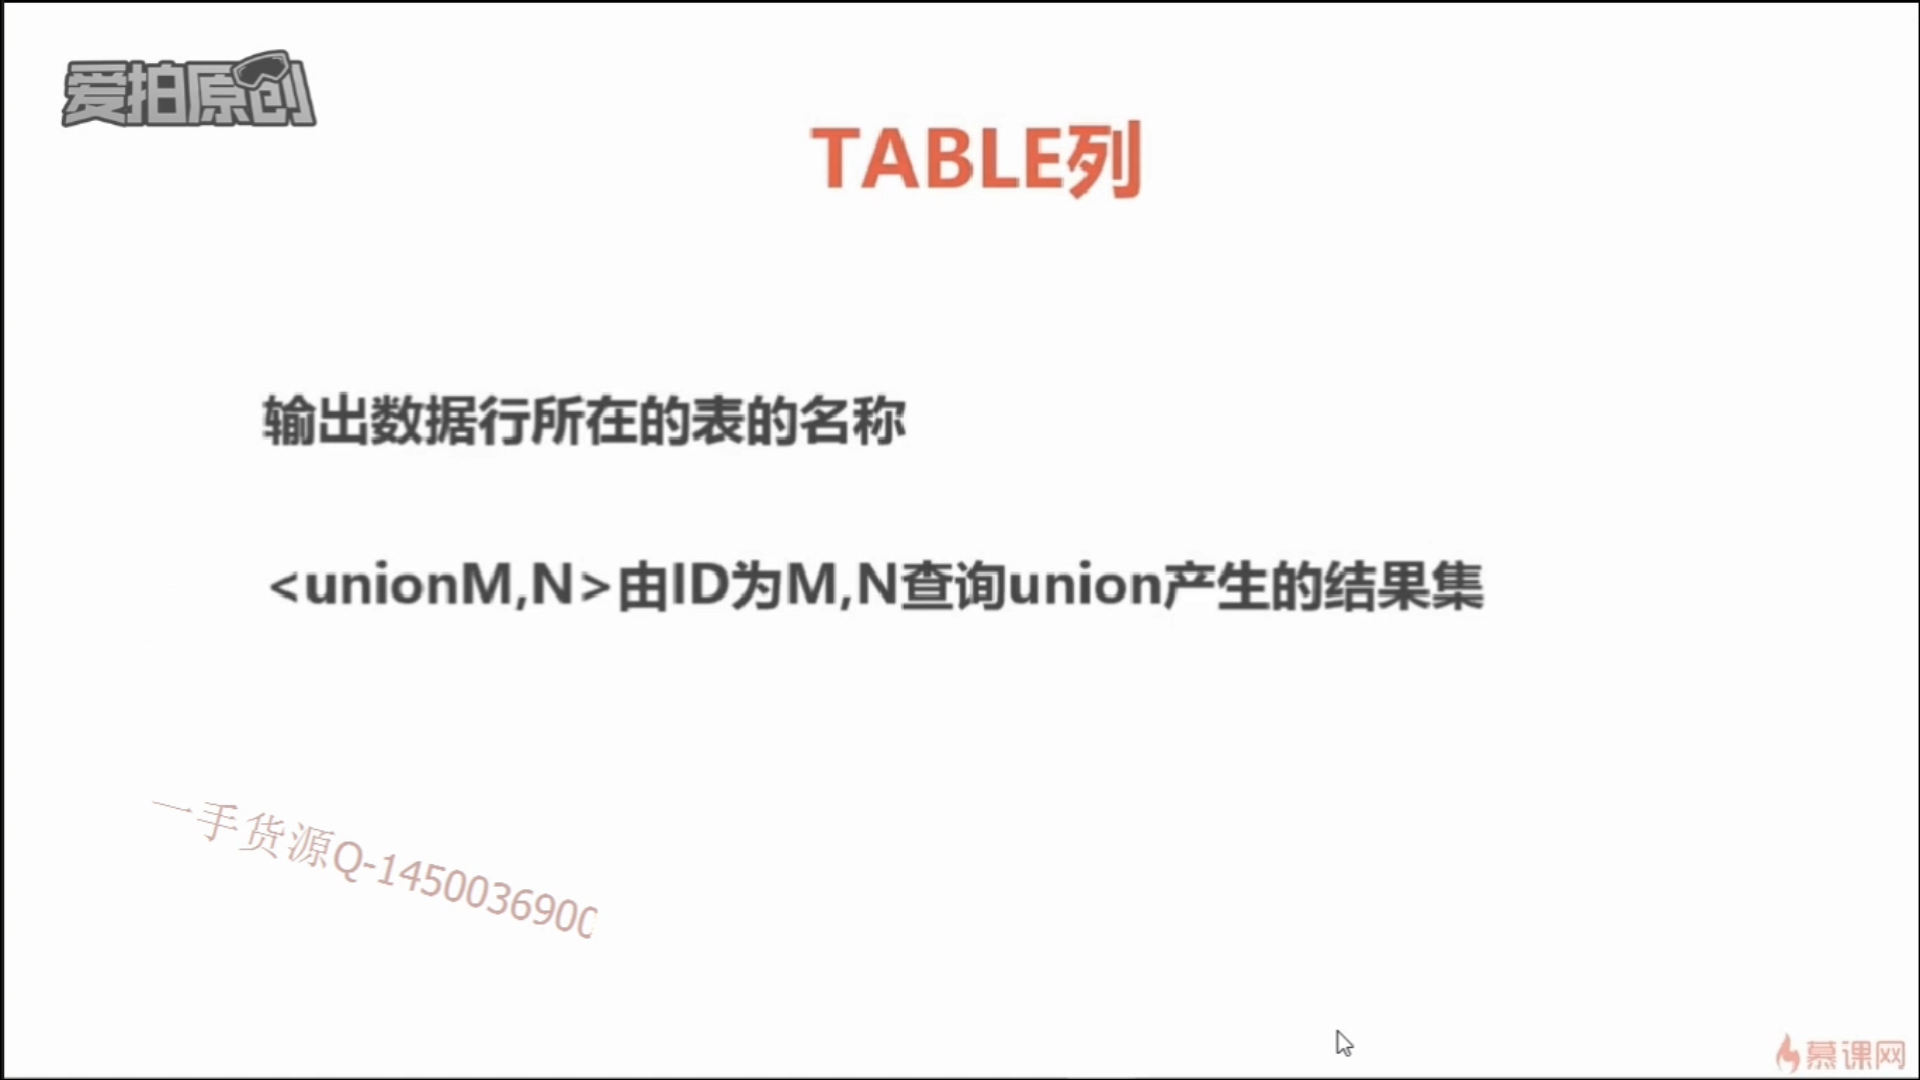 爱拍原创
TABLE列
输出数据行所在的表的名称
<unionM,N>由ID为M,N查询union产生的结果集
一手货源Q-1450036900
慕课网